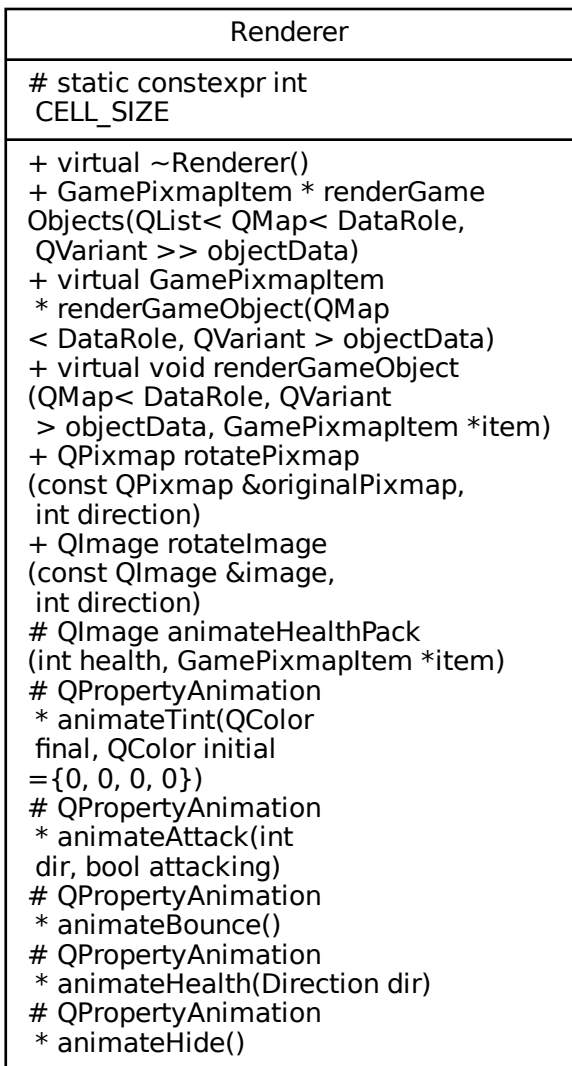 Renderer
# static constexpr int
CELL_SIZE
+ virtual ~Renderer()
+ GamePixmapItem * renderGame
Objects(QList< QMap< DataRole,
QVariant >> objectData)
+ virtual GamePixmapItem
* renderGameObject(QMap
< DataRole, QVariant > objectData)
+ virtual void renderGameObject
(QMap< DataRole, QVariant
> objectData, GamePixmapItem *item)
+ QPixmap rotatePixmap
(const QPixmap &originalPixmap,
int direction)
+ QImage rotateImage
(const QImage &image,
int direction)
# QImage animateHealthPack
(int health, GamePixmapItem *item)
# QPropertyAnimation
* animateTint(QColor
final, QColor initial
={0, 0, 0, 0})
# QPropertyAnimation
* animateAttack(int
dir, bool attacking)
# QPropertyAnimation
* animateBounce()
# QPropertyAnimation
* animateHealth(Direction dir)
# QPropertyAnimation
* animateHide()